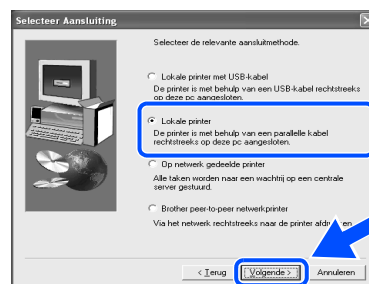 Selecteer Aansluiting
Selecteer de relevante aansluitmethode.
Lokale printer met USB-kabel
De printer is met behulp van een USB-kabel rechtstreeks
op deze pc aangesloten.
Lokale printer
De printer is met behulp van een parallelle kabel
rechtstreeks op deze pc aangesloten.
Op netwerk gedeelde printer
Alle taken worden naar een wachtrij op een centrale
server gestuurd.
Brother peer-to-peer netwerkprinter
Via het netwerk rechtstreeks naar de printer afdrukken
< Terug
Volgende >
Annuleren